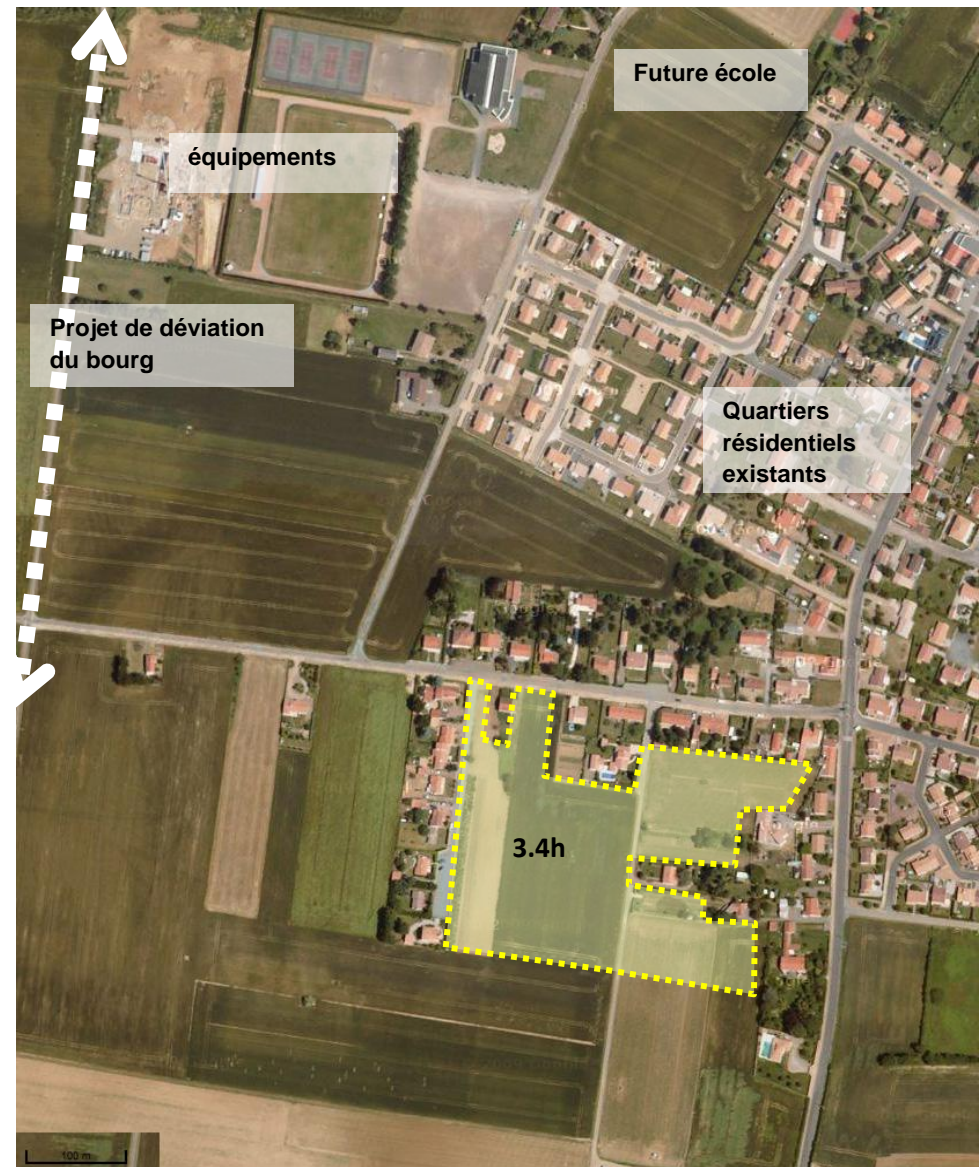 Future école
équipements
Projet de déviation
du bourg
Quartiers
résidentiels
existants
3.4h
100 m